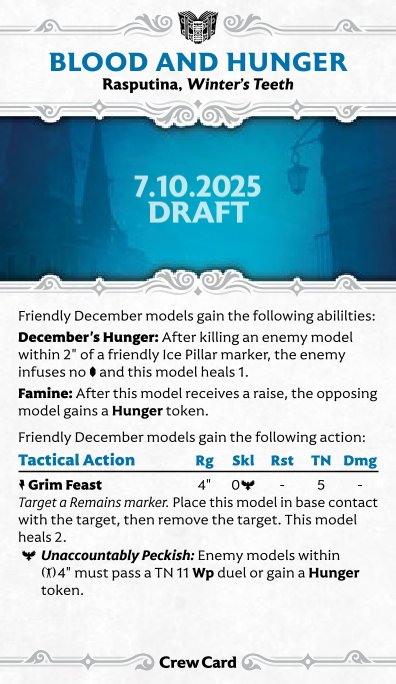 BLOOD AND HUNGER
Rasputina, Winter's Teeth
7.10.2025
DRAFT
Friendly December models gain the following abililties:
December's Hunger: After killing an enemy model
within 2" of a friendly Ice Pillar marker, the enemy
infuses no and this model heals 1.
Famine: After this model receives a raise, the opposing
model gains a Hunger token.
Friendly December models gain the following action:
Tactical Action Rg Skl Rst TN Dmg
Grim Feast 4" 0 - 5 -
Target a Remains marker. Place this model in base contact
with the target, then remove the target. This model
heals 2.
Unaccountably Peckish: Enemy models within
4" must pass a TN 11 Wp duel or gain a Hunger
token.
Crew Card